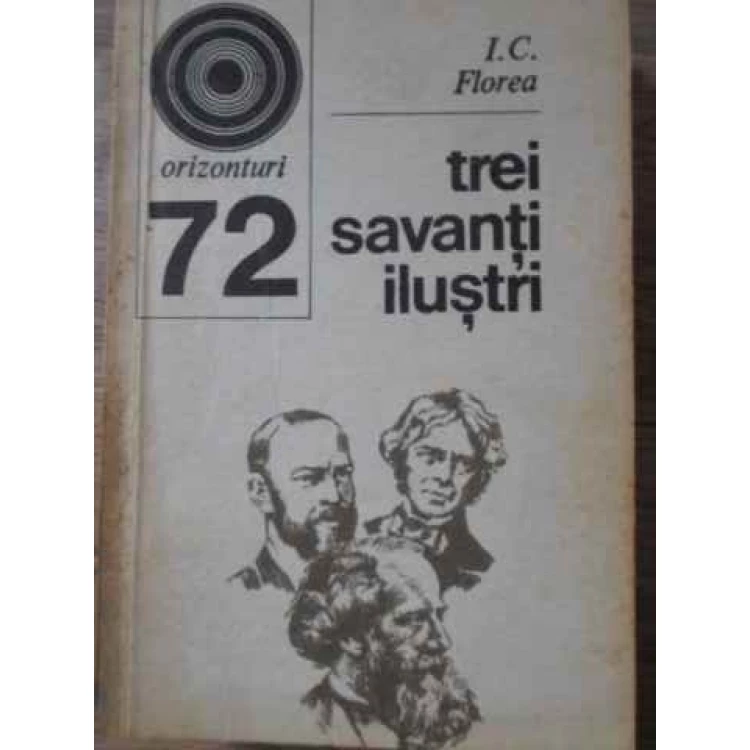 orizonturi
72
I.C.
Florea
trei
savanți
iluștri